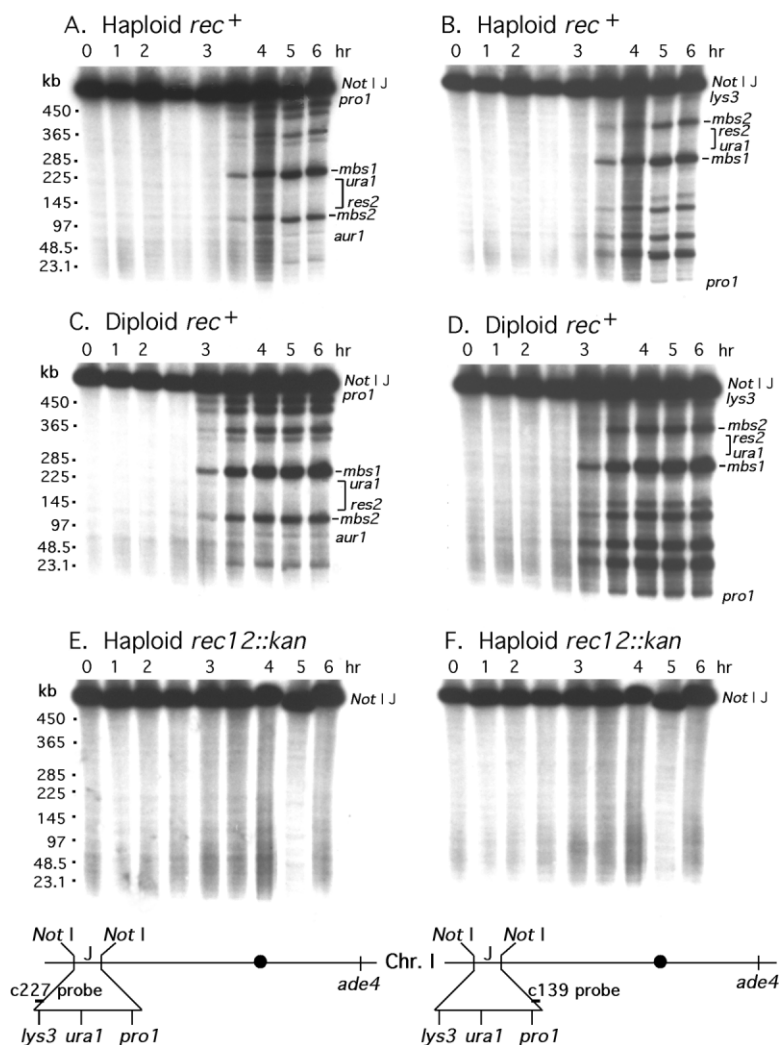 A. Haploid rec+
0 1 2 3 4 5 6 hr
kb
450
365
285
225
145
97
48.5
23.1
Not I J
pro1
mbs1
ura1
res2
mbs2
aur1
B. Haploid rec+
0 1 2 3 4 5 6 hr
Not I J
lys3
mbs2
res2
ura1
mbs1
pro1
C. Diploid rec+
0 1 2 3 4 5 6 hr
kb
450
365
285
225
145
97
48.5
23.1
Not I J
pro1
mbs1
ura1
res2
mbs2
aur1
D. Diploid rec+
0 1 2 3 4 5 6 hr
Not I J
lys3
mbs2
res2
ura1
mbs1
pro1
E. Haploid rec12::kan
0 1 2 3 4 5 6 hr
kb
450
365
285
225
145
97
48.5
23.1
Not I J
F. Haploid rec12::kan
0 1 2 3 4 5 6 hr
Not I J
Not I Not I
J
c227 probe
ade4
lys3 ura1 pro1
Chr. I
Not I Not I
J
c139 probe
ade4
lys3 ura1 pro1